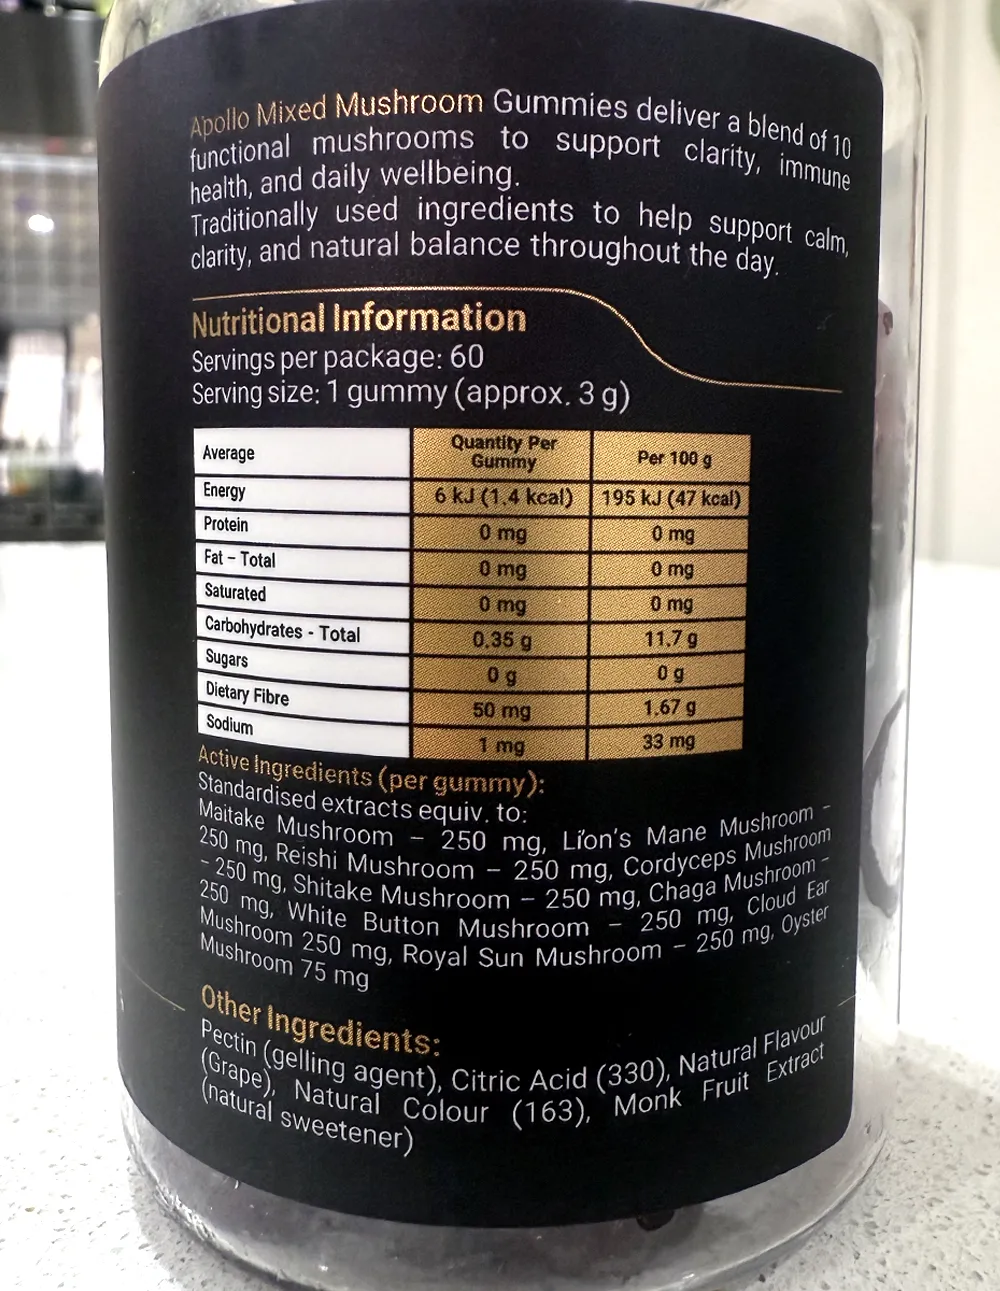 Apollo Mixed Mushroom Gummies deliver a blend of 10
functional mushrooms to support clarity, immune
health, and daily wellbeing.
Traditionally used ingredients to help support calm,
clarity, and natural balance throughout the day.
Nutritional Information
Servings per package: 60
Serving size: 1 gummy (approx. 3 g)
Average Quantity Per Gummy Per 100 g
Energy 6 kJ (1.4 kcal) 195 kJ (47 kcal)
Protein 0 mg 0 mg
Fat – Total 0 mg 0 mg
Saturated 0 mg 0 mg
Carbohydrates - Total 0.35 g 11.7 g
Sugars 0 g 0 g
Dietary Fibre 50 mg 1.67 g
Sodium 1 mg 33 mg
Active Ingredients (per gummy):
Standardised extracts equiv. to:
Maitake Mushroom – 250 mg, Lion's Mane Mushroom –
250 mg, Reishi Mushroom – 250 mg, Cordyceps Mushroom
– 250 mg, Shitake Mushroom – 250 mg, Chaga Mushroom –
250 mg, White Button Mushroom – 250 mg, Cloud Ear
Mushroom 250 mg, Royal Sun Mushroom – 250 mg, Oyster
Mushroom 75 mg
Other Ingredients:
Pectin (gelling agent), Citric Acid (330), Natural Flavour
(Grape), Natural Colour (163), Monk Fruit Extract
(natural sweetener)